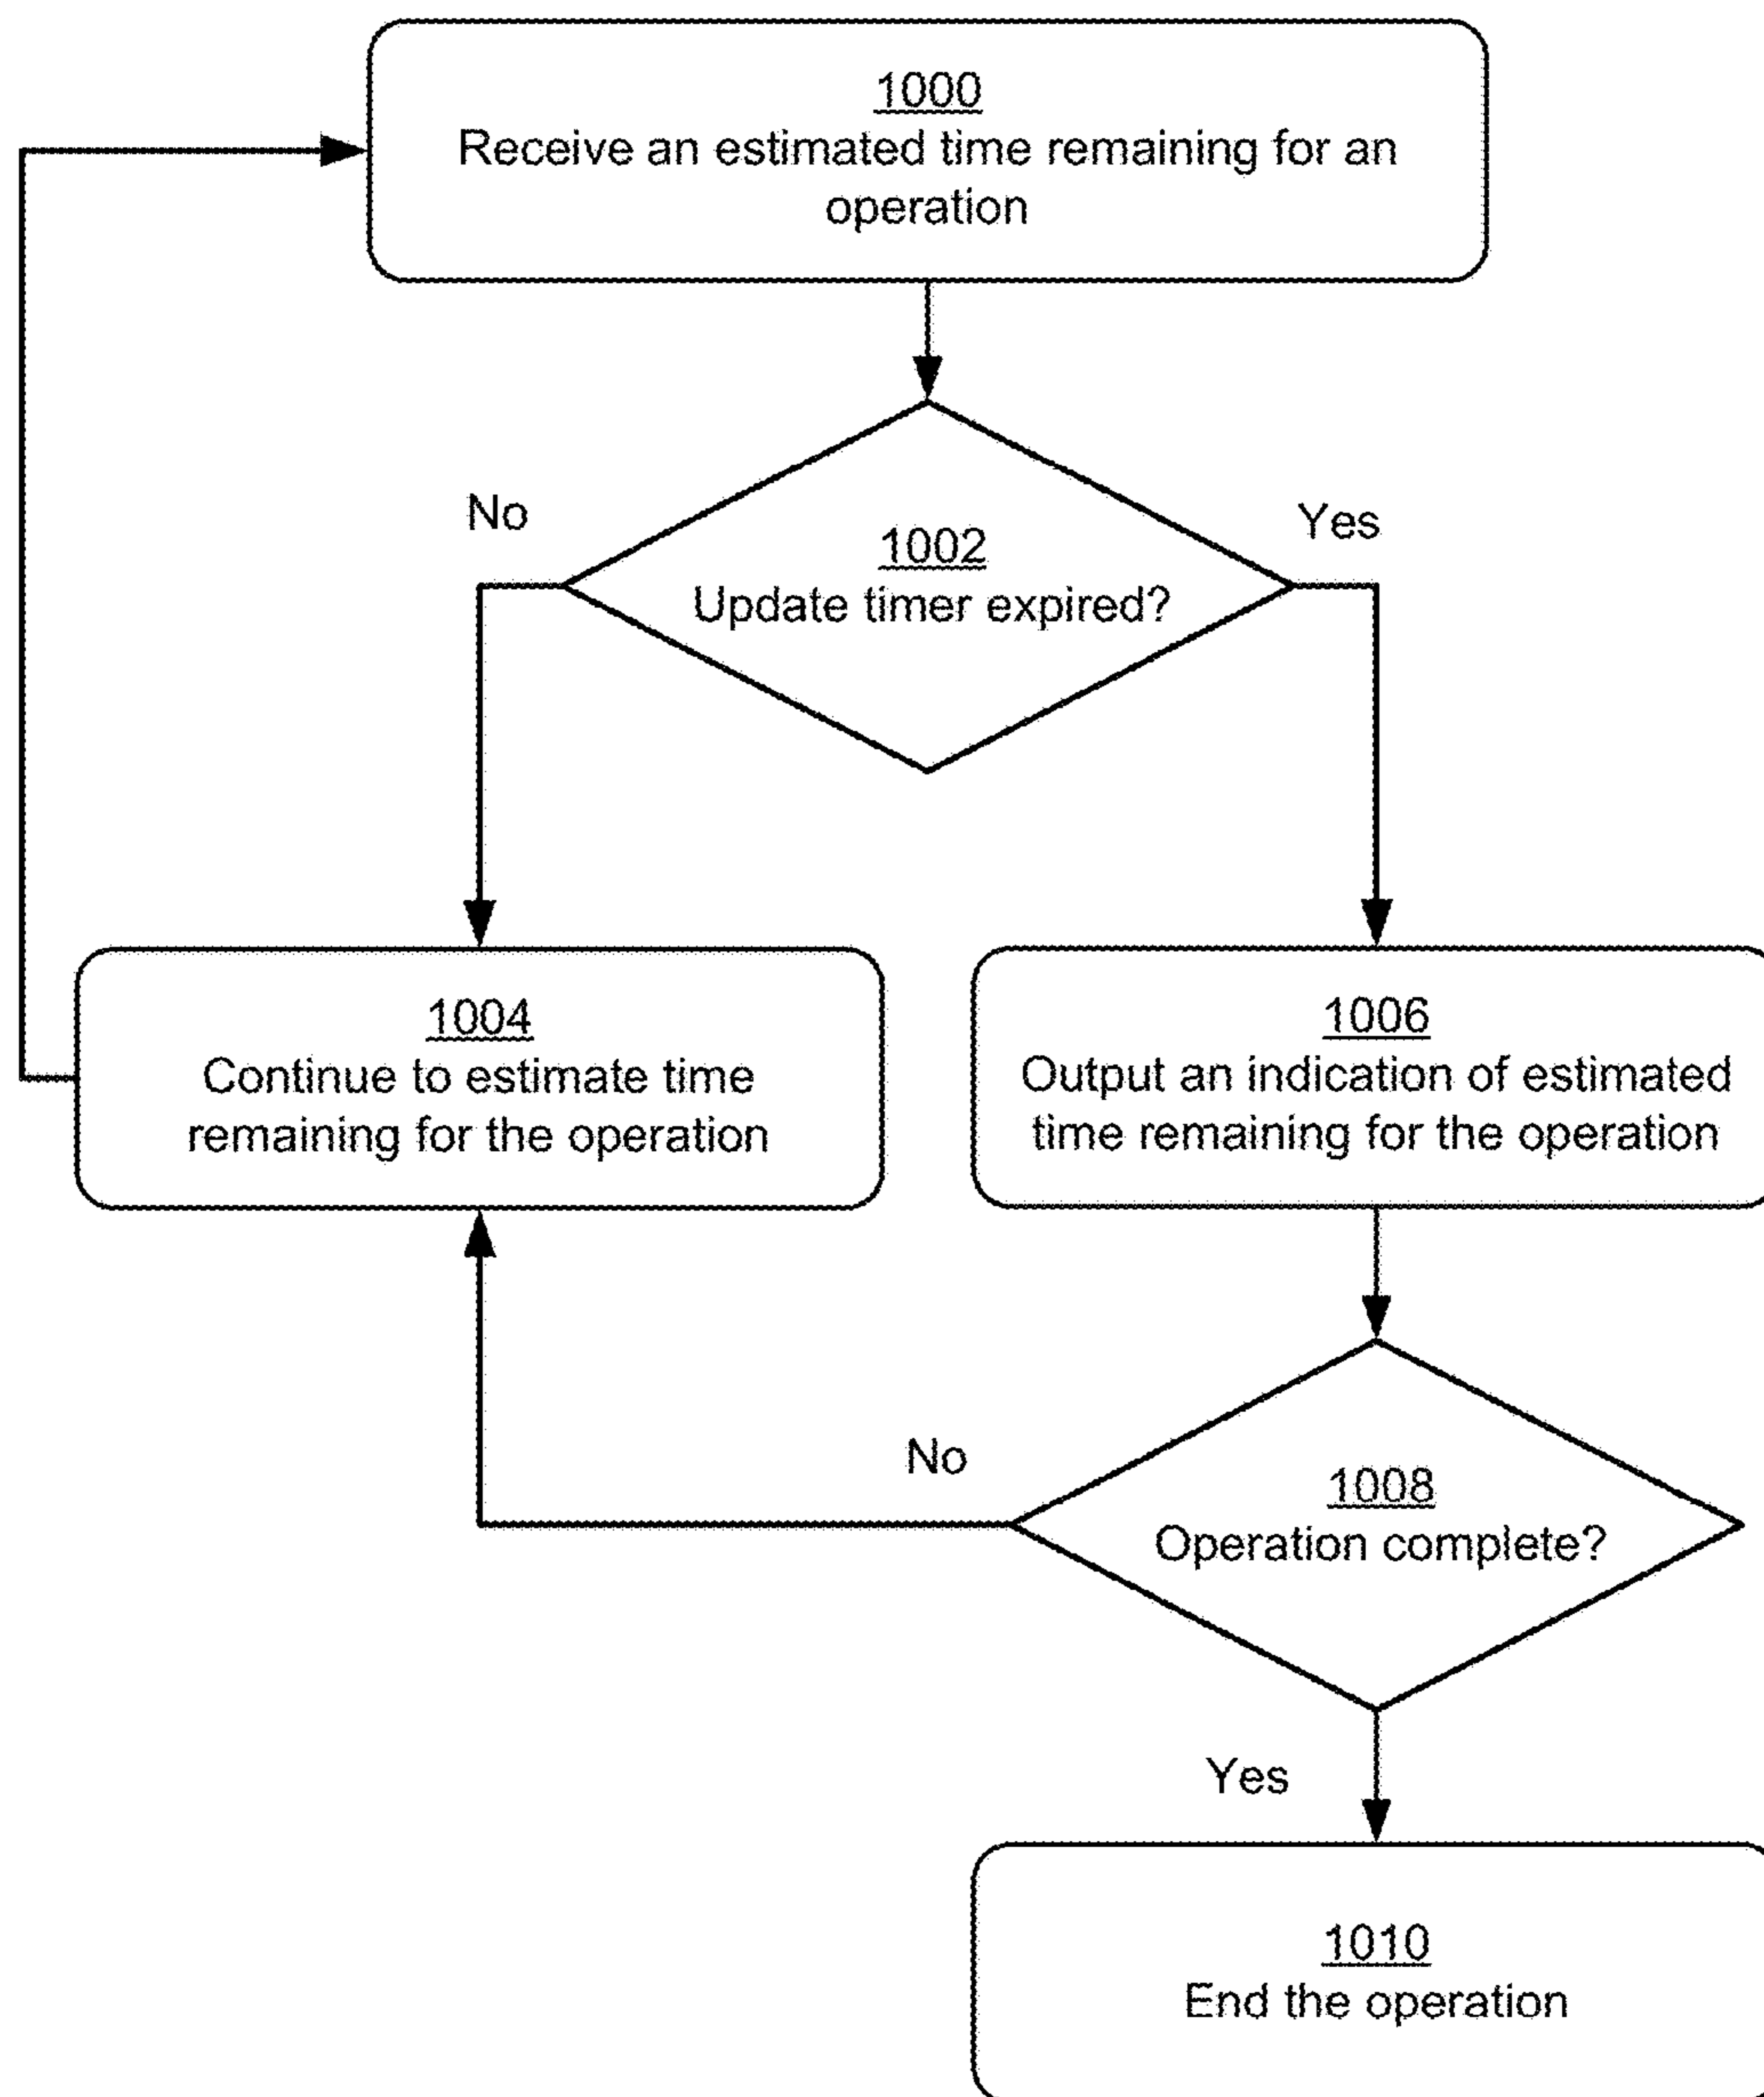 1000
Receive an estimated time remaining for an
operation
No
Yes
1002
Update timer expired?
1004
Continue to estimate time
remaining for the operation
1006
Output an indication of estimated
time remaining for the operation
No
1008
Operation complete?
Yes
1010
End the operation